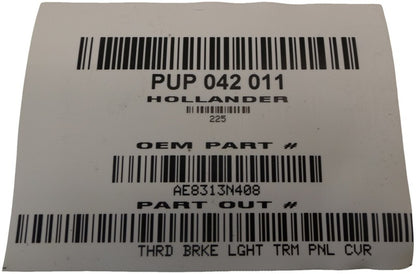 PUP 042 011
HOLLANDER
225
OEM PART #
AE8313N408
PART OUT #
THRD BRKE LGHT TRM PNL CVR